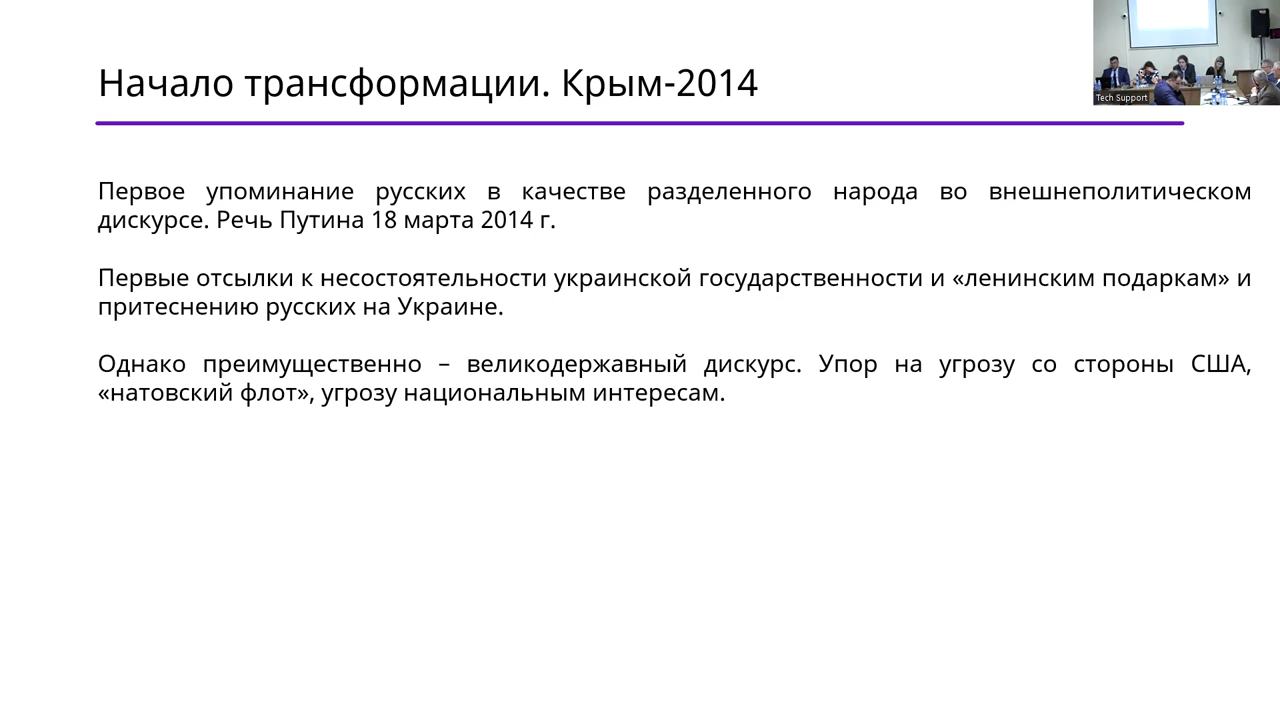 Начало трансформации. Крым-2014
Tech Support
Первое упоминание русских в качестве разделенного народа во внешнеполитическом
дискурсе. Речь Путина 18 марта 2014 г.
Первые отсылки к несостоятельности украинской государственности и «ленинским подаркам» и
притеснению русских на Украине.
Однако преимущественно – великодержавный дискурс. Упор на угрозу со стороны США,
«натовский флот», угрозу национальным интересам.